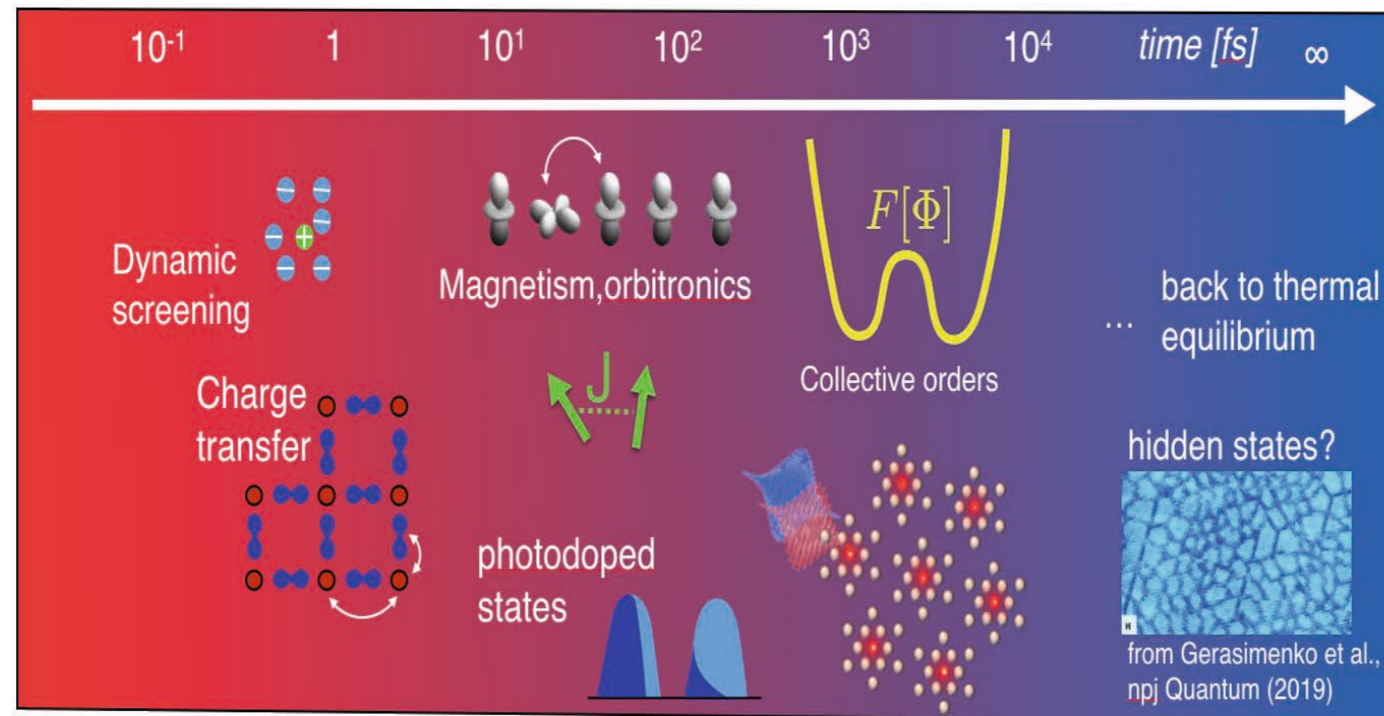 10⁻¹ 1 10¹ 10² 10³ 10⁴ time [fs] ∞
Dynamic
screening
Magnetism,orbitronics
F[Φ]
Collective orders
... back to thermal
equilibrium
Charge
transfer
J
photodoped
states
hidden states?
H
from Gerasimenko et al.,
npj Quantum (2019)